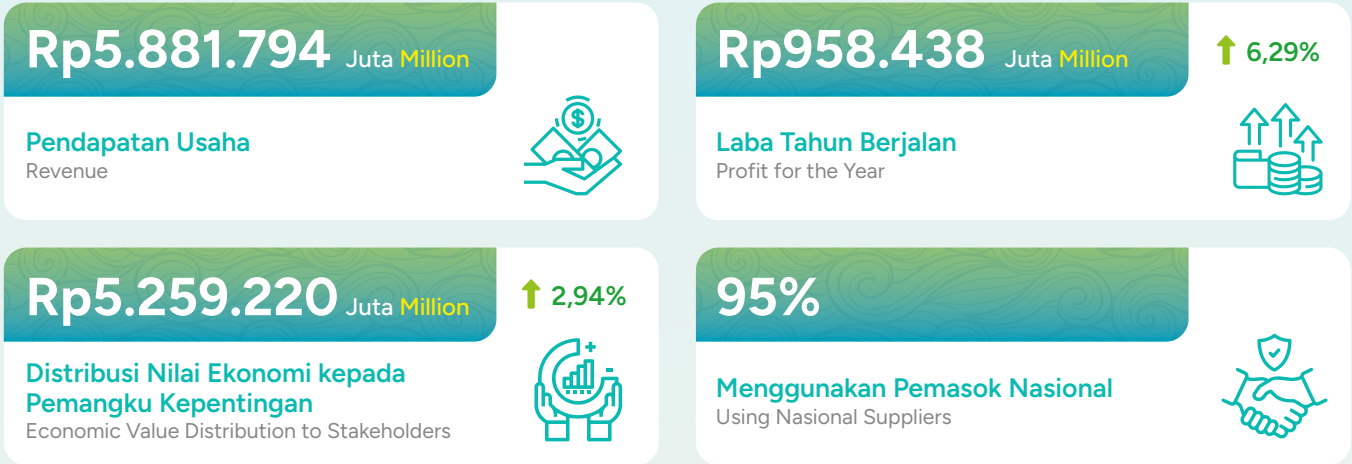 Rp5.881.794 Juta Million
Pendapatan Usaha
Revenue
Rp958.438 Juta Million
6,29%
Laba Tahun Berjalan
Profit for the Year
Rp5.259.220 Juta Million
2,94%
Distribusi Nilai Ekonomi kepada
Pemangku Kepentingan
Economic Value Distribution to Stakeholders
95%
Menggunakan Pemasok Nasional
Using Nasional Suppliers